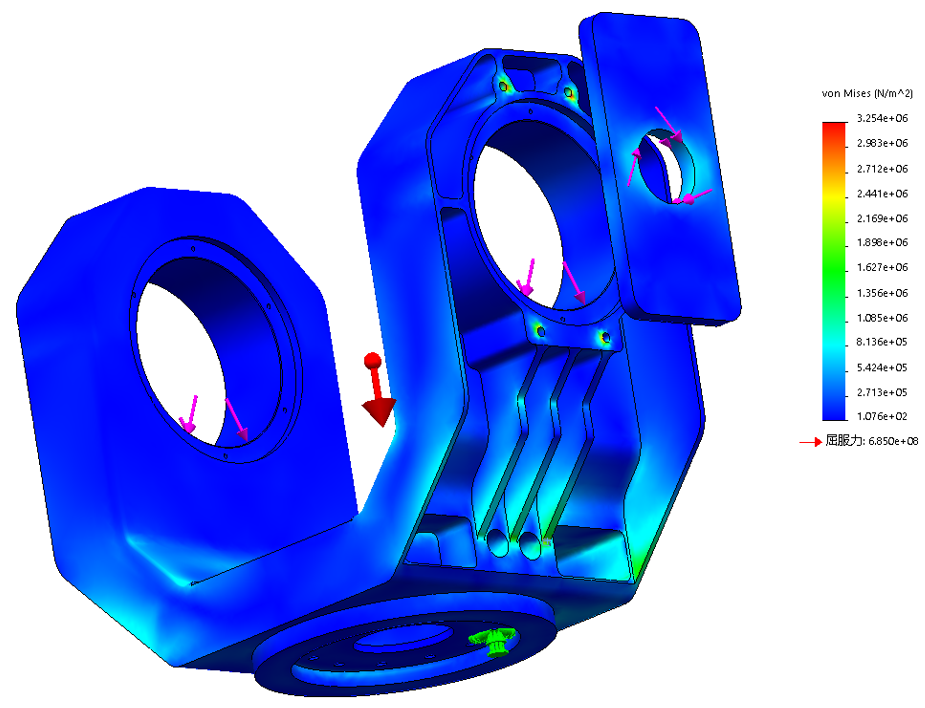 von Mises (N/m^2)
3.254e+06
2.983e+06
2.712e+06
2.441e+06
2.169e+06
1.898e+06
1.627e+06
1.356e+06
1.085e+06
8.136e+05
5.424e+05
2.713e+05
1.076e+02
屈服力: 6.850e+08